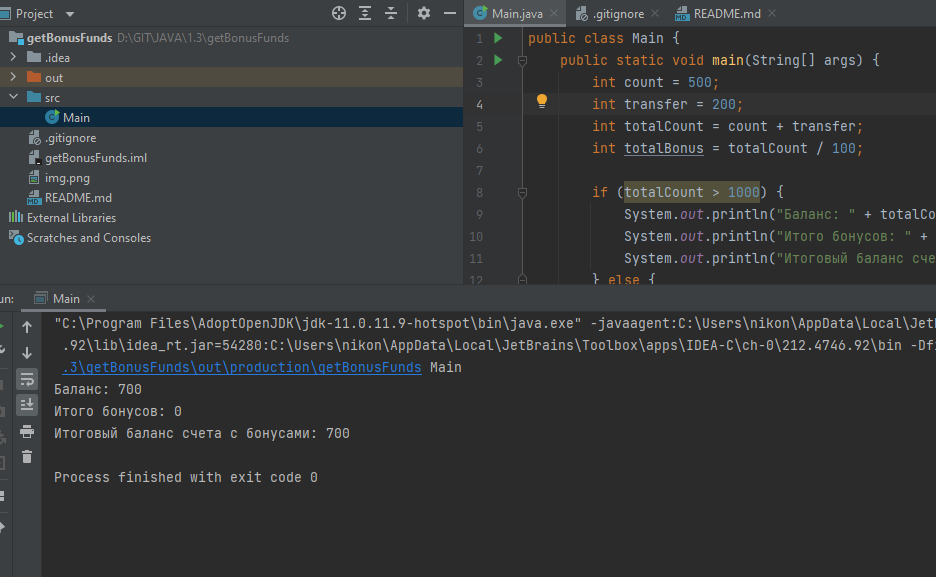 Project
getBonusFunds D:\GIT\JAVA\1.3\getBonusFunds
.idea
out
src
Main
.gitignore
getBonusFunds.iml
img.png
README.md
External Libraries
Scratches and Consoles
Main.java
.gitignore
README.md
1 public class Main {
2 public static void main(String[] args) {
3 int count = 500;
4 int transfer = 200;
5 int totalCount = count + transfer;
6 int totalBonus = totalCount / 100;
7
8 if (totalCount > 1000) {
9 System.out.println("Баланс: " + totalCo
10 System.out.println("Итого бонусов: " +
11 System.out.println("Итоговый баланс сче
12 } else {
un: Main
"C:\Program Files\AdoptOpenJDK\jdk-11.0.11.9-hotspot\bin\java.exe" -javaagent:C:\Users\nikon\AppData\Local\JetB
.92\lib\idea_rt.jar=54280:C:\Users\nikon\AppData\Local\JetBrains\Toolbox\apps\IDEA-C\ch-0\212.4746.92\bin -Dfi
.3\getBonusFunds\out\production\getBonusFunds Main
Баланс: 700
Итого бонусов: 0
Итоговый баланс счета с бонусами: 700
Process finished with exit code 0